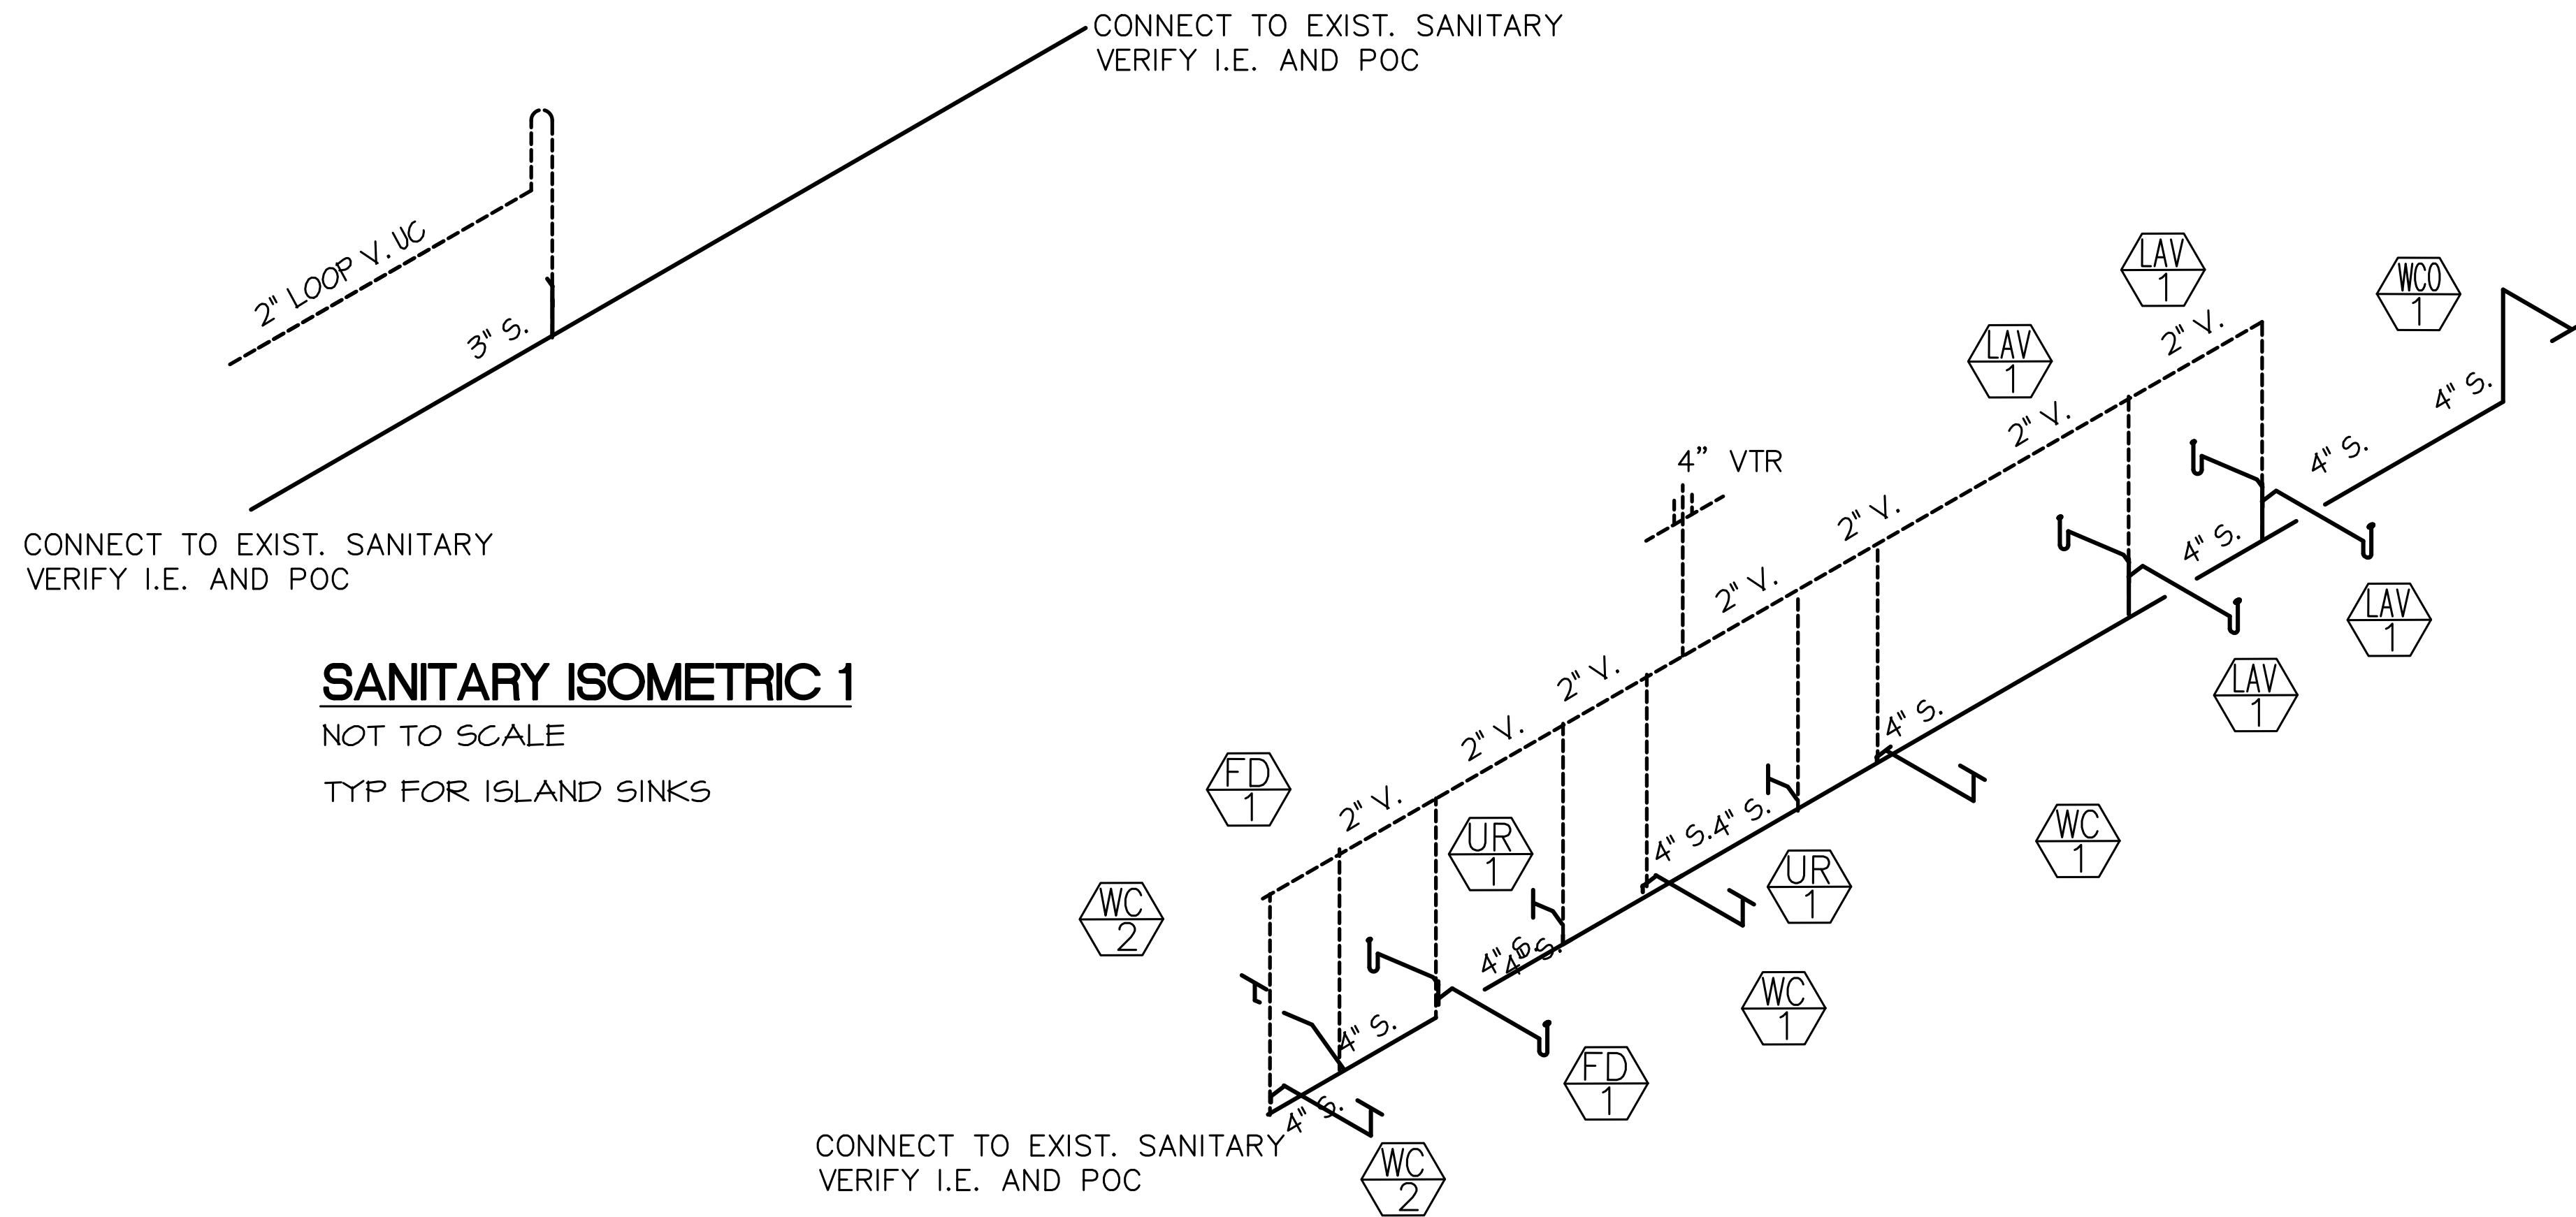 CONNECT TO EXIST. SANITARY
VERIFY I.E. AND POC
2" LOOP V. UC
3" S.
CONNECT TO EXIST. SANITARY
VERIFY I.E. AND POC
SANITARY ISOMETRIC 1
NOT TO SCALE
TYP FOR ISLAND SINKS
LAV
1
WCO
1
LAV
1
2" V.
4" S.
2" V.
4" S.
4” VTR
2" V.
4" S.
2" V.
LAV
1
LAV
1
2" V.
4" S.
2" V.
FD
1
2" V.
UR
1
4" S.
4" S.
WC
1
UR
1
WC
2
4" S.
4" S.
WC
1
4" S.
FD
1
4" S.
CONNECT TO EXIST. SANITARY
VERIFY I.E. AND POC
WC
2